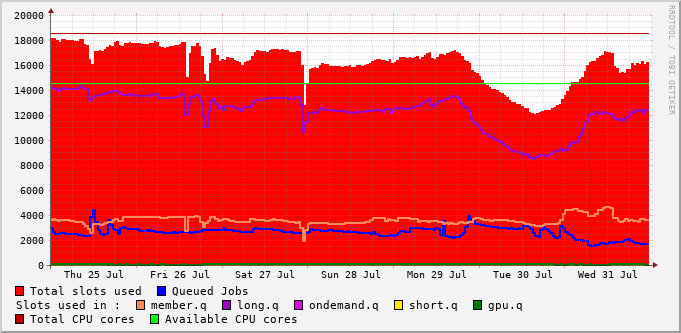 20000
18000
16000
14000
12000
10000
8000
6000
4000
2000
0
Thu 25 Jul Fri 26 Jul Sat 27 Jul Sun 28 Jul Mon 29 Jul Tue 30 Jul Wed 31 Jul
Total slots used Queued Jobs
Slots used in : member.q long.q ondemand.q short.q gpu.q
Total CPU cores Available CPU cores
RRDTOOL / TOBI OETIKER